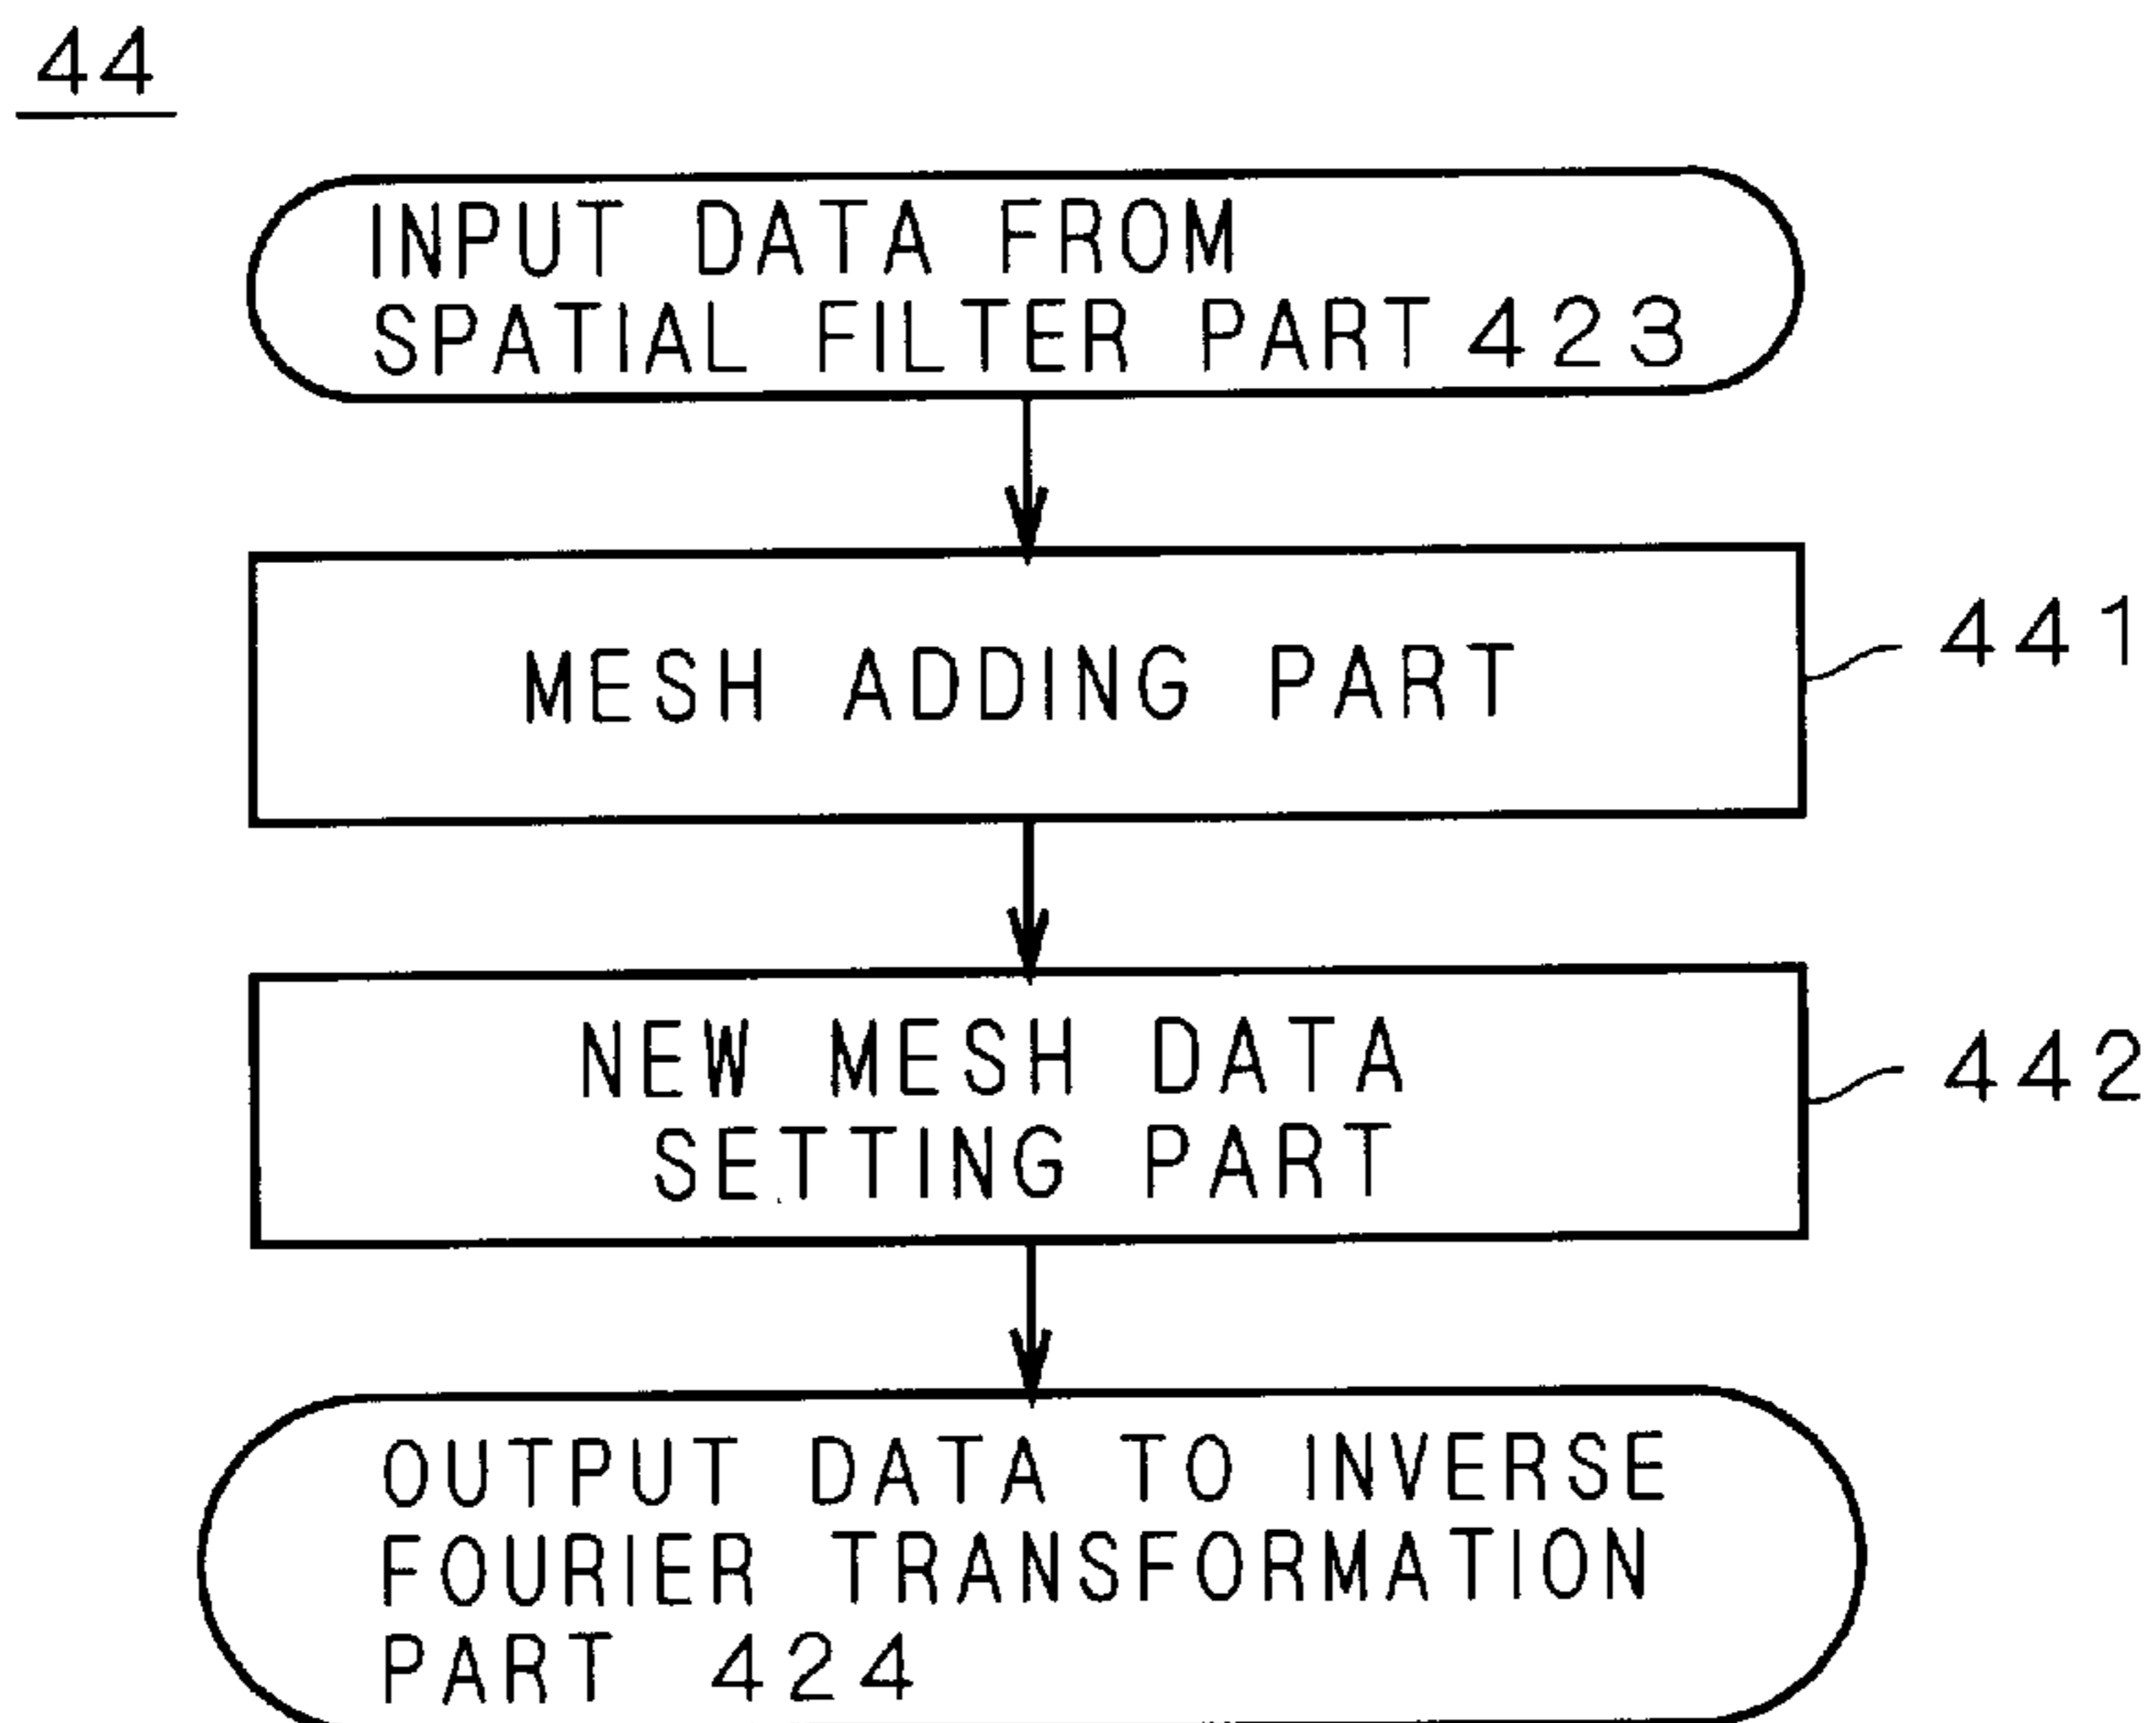 44
INPUT DATA FROM
SPATIAL FILTER PART 423
MESH ADDING PART
441
NEW MESH DATA
SETTING PART
442
OUTPUT DATA TO INVERSE
FOURIER TRANSFORMATION
PART 424